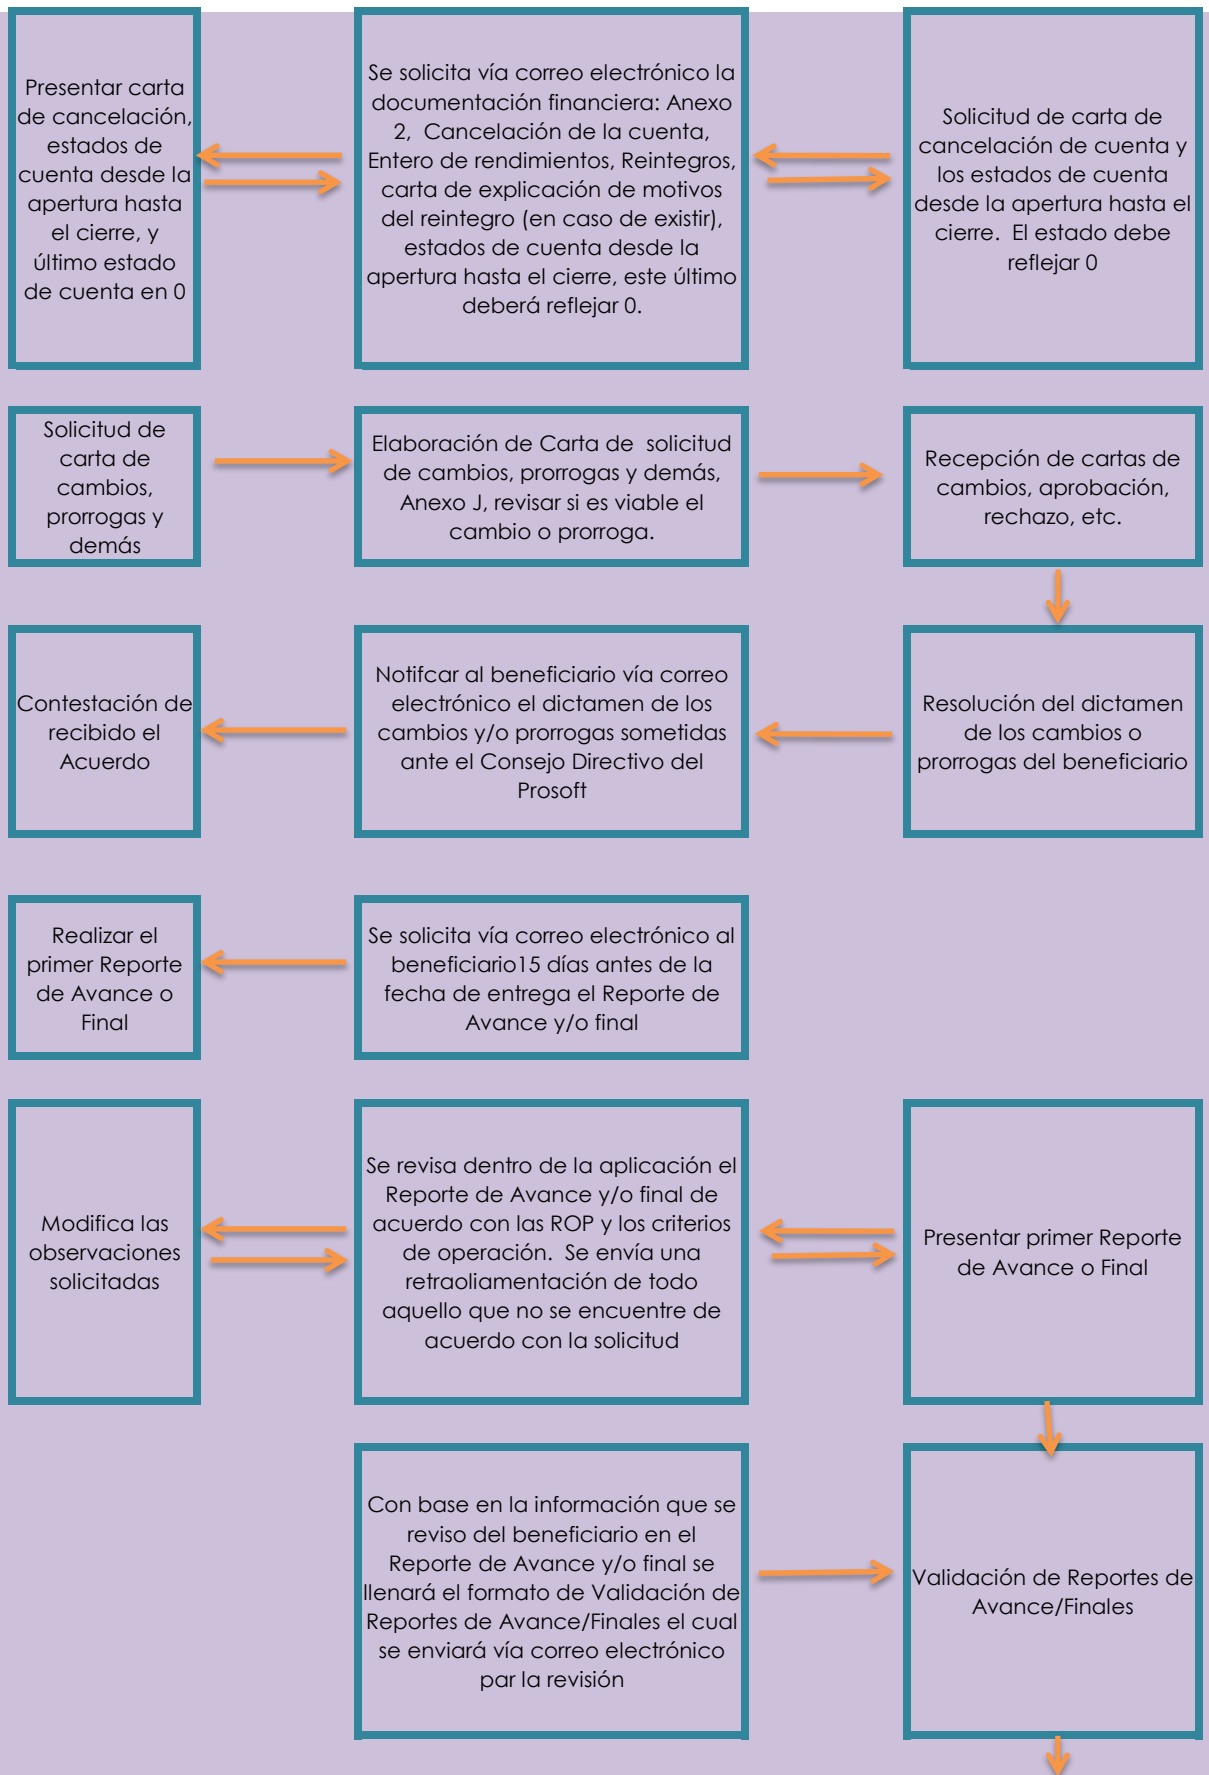 Presentar carta
de cancelación,
estados de
cuenta desde la
apertura hasta
el cierre, y
último estado
de cuenta en 0
Se solicita vía correo electrónico la
documentación financiera: Anexo
2, Cancelación de la cuenta,
Entero de rendimientos, Reintegros,
carta de explicación de motivos
del reintegro (en caso de existir),
estados de cuenta desde la
apertura hasta el cierre, este último
deberá reflejar 0.
Solicitud de carta de
cancelación de cuenta y
los estados de cuenta
desde la apertura hasta el
cierre. El estado debe
reflejar 0
Solicitud de
carta de
cambios,
prorrogas y
demás
Elaboración de Carta de solicitud
de cambios, prorrogas y demás,
Anexo J, revisar si es viable el
cambio o prorroga.
Recepción de cartas de
cambios, aprobación,
rechazo, etc.
Contestación de
recibido el
Acuerdo
Notifcar al beneficiario vía correo
electrónico el dictamen de los
cambios y/o prorrogas sometidas
ante el Consejo Directivo del
Prosoft
Resolución del dictamen
de los cambios o
prorrogas del beneficiario
Realizar el
primer Reporte
de Avance o
Final
Se solicita vía correo electrónico al
beneficiario15 días antes de la
fecha de entrega el Reporte de
Avance y/o final
Modifica las
observaciones
solicitadas
Se revisa dentro de la aplicación el
Reporte de Avance y/o final de
acuerdo con las ROP y los criterios
de operación. Se envía una
retraoliamentación de todo
aquello que no se encuentre de
acuerdo con la solicitud
Presentar primer Reporte
de Avance o Final
Con base en la información que se
reviso del beneficiario en el
Reporte de Avance y/o final se
llenará el formato de Validación de
Reportes de Avance/Finales el cual
se enviará vía correo electrónico
par la revisión
Validación de Reportes de
Avance/Finales